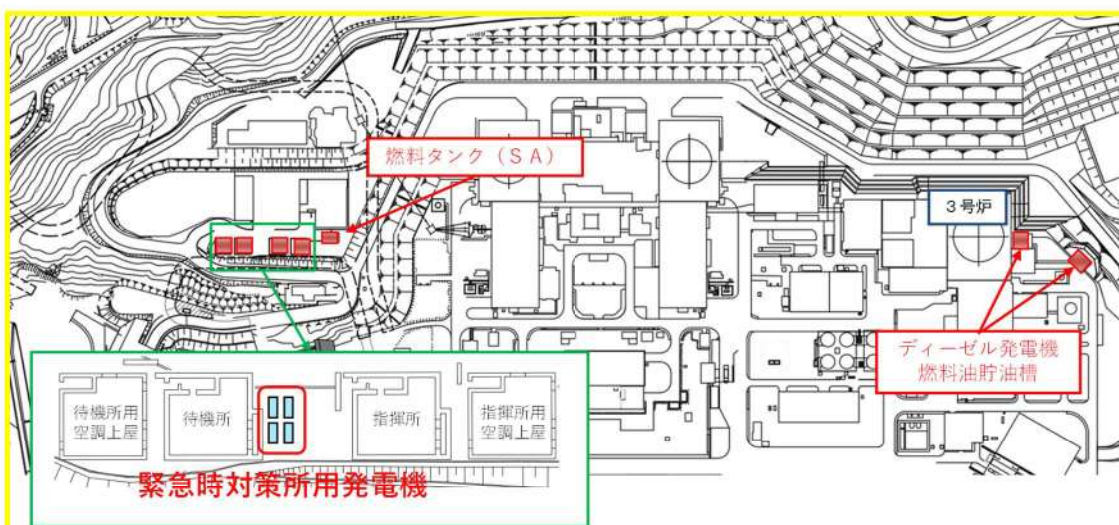 燃料タンク（ＳＡ）
３号炉
ディーゼル発電機
燃料油貯油槽
待機所用
空調上屋
待機所
指揮所
指揮所用
空調上屋
緊急時対策所用発電機